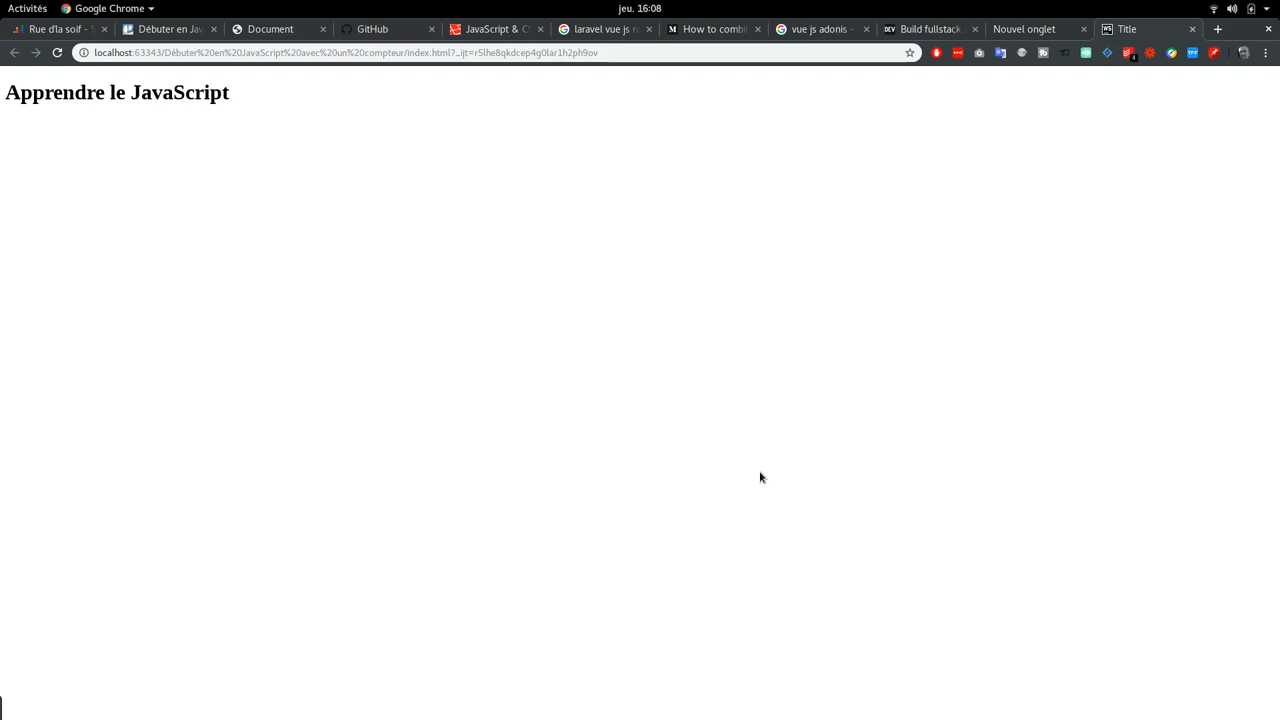 Activités Google Chrome jeu. 16:08
Rue d'la soif - S Débuter en Jav Document GitHub JavaScript & C laravel vue js ro How to combi vue js adonis - Build fullstack Nouvel onglet Title
localhost:63343/Débuter%20en%20JavaScript%20avec%20un%20compteur/index.html?_ijt=r5lhe8qkdcep4g0lar1h2ph9ov
Apprendre le JavaScript